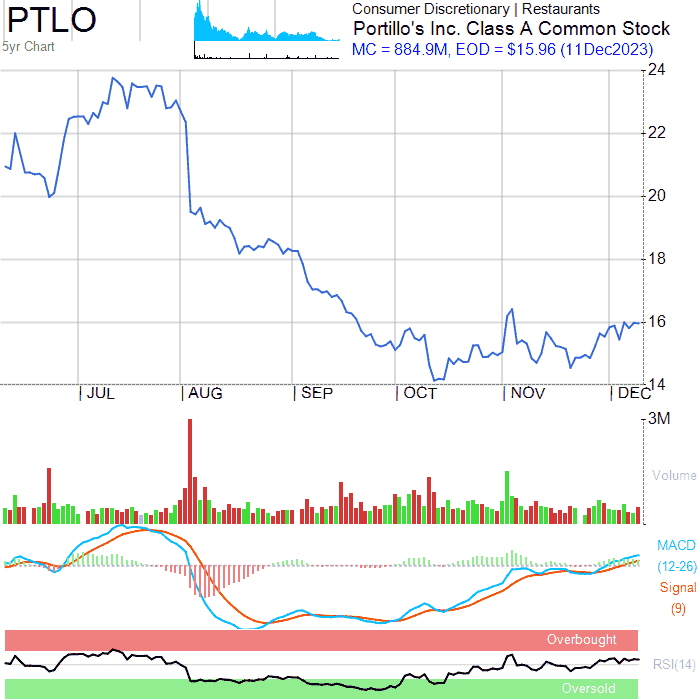 PTLO
5yr Chart
Consumer Discretionary | Restaurants
Portillo's Inc. Class A Common Stock
MC = 884.9M, EOD = $15.96 (11Dec2023)
24
22
20
18
16
14
JUL AUG SEP OCT NOV DEC
3M
Volume
MACD
(12-26)
Signal
(9)
Overbought
RSI(14)
Oversold